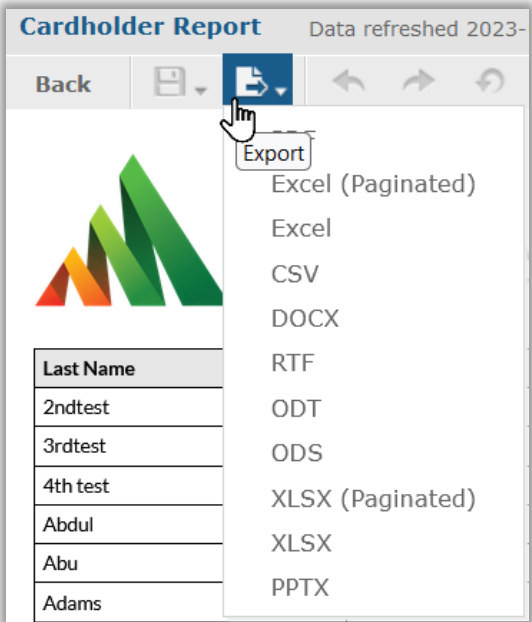 Cardholder Report Data refreshed 2023-
Back
Export
Excel (Paginated)
Excel
CSV
DOCX
RTF
ODT
ODS
XLSX (Paginated)
XLSX
PPTX
Last Name
2ndtest
3rdtest
4th test
Abdul
Abu
Adams